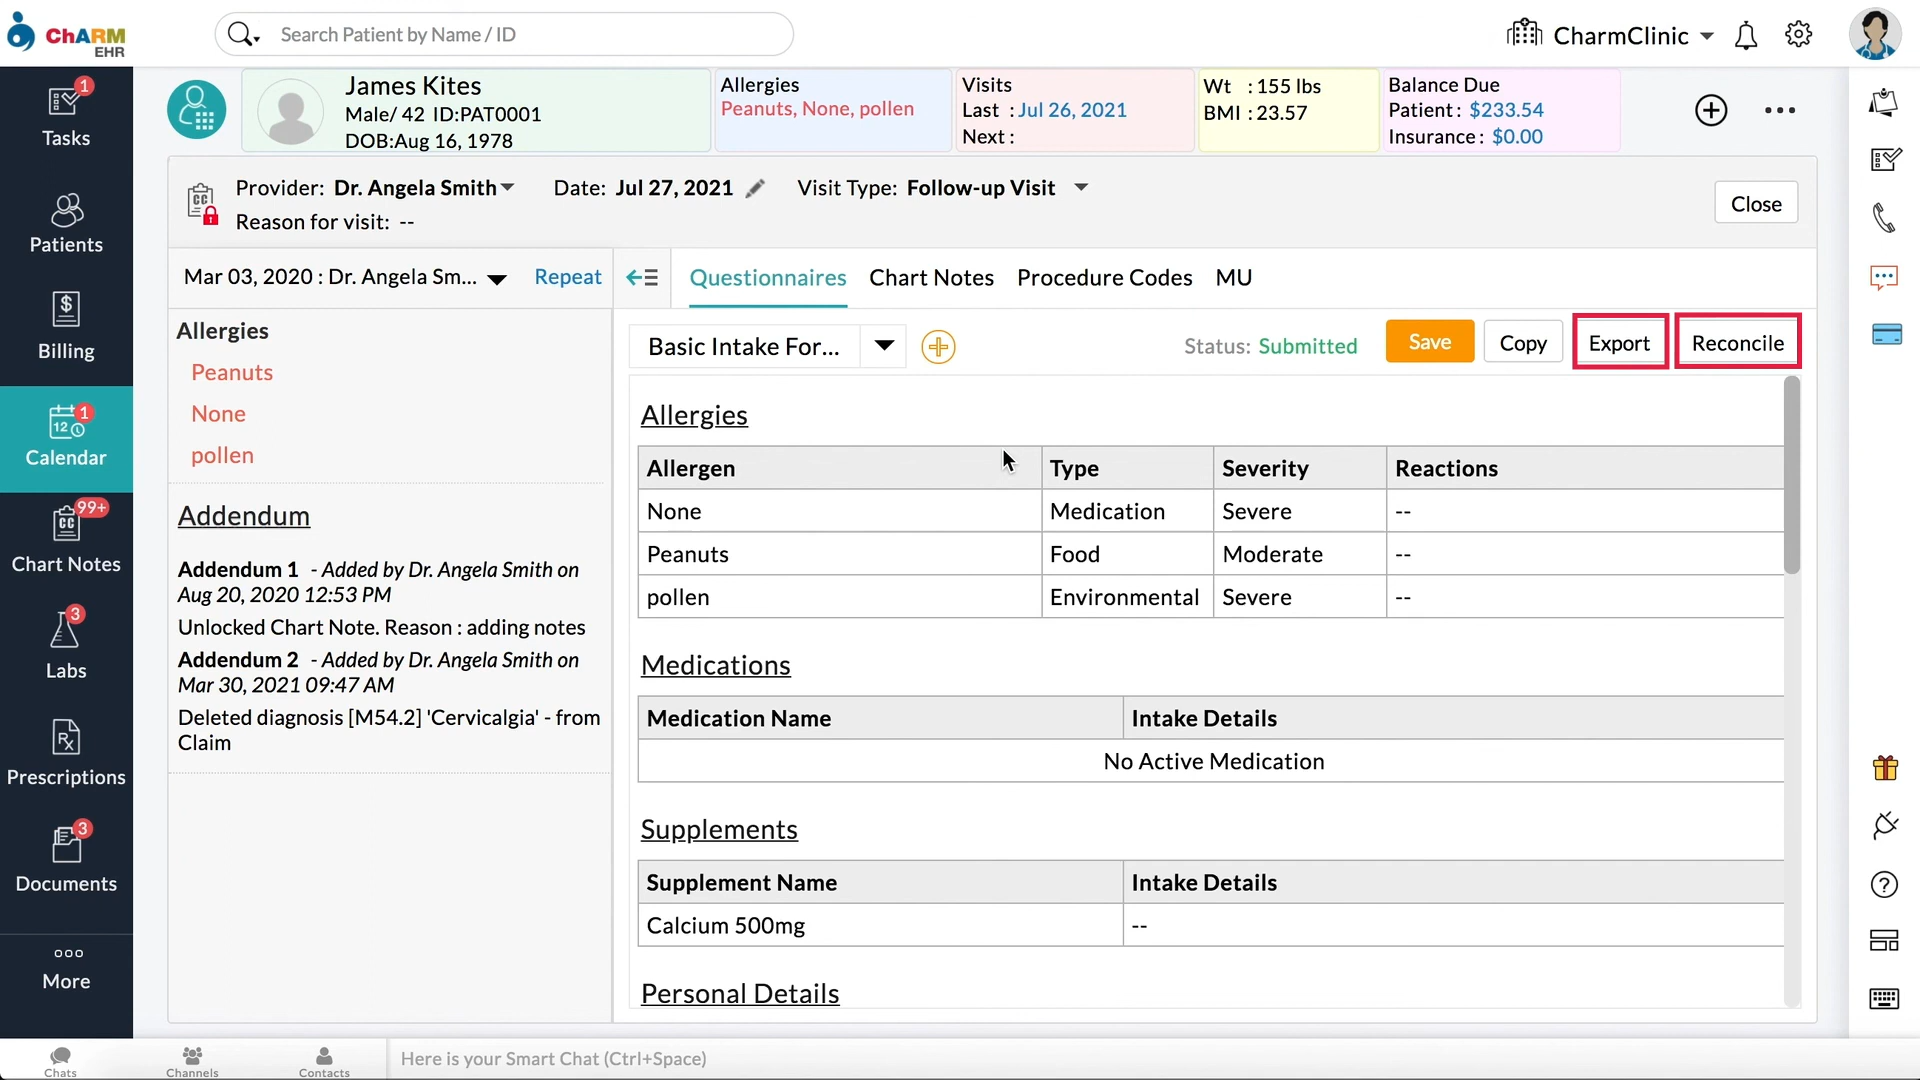 ChARM
EHR
Search Patient by Name / ID
CharmClinic
1
Tasks
Patients
Billing
1
12
Calendar
99+
CC
Chart Notes
3
Labs
Rx
Prescriptions
3
Documents
More
James Kites
Male/ 42 ID:PAT0001
DOB:Aug 16, 1978
Allergies
Peanuts, None, pollen
Visits
Last : Jul 26, 2021
Next :
Wt : 155 lbs
BMI : 23.57
Balance Due
Patient : $233.54
Insurance : $0.00
CC
Provider: Dr. Angela Smith
Date: Jul 27, 2021
Visit Type: Follow-up Visit
Reason for visit: --
Close
Mar 03, 2020 : Dr. Angela Sm...
Repeat
Allergies
Peanuts
None
pollen
Addendum
Addendum 1 - Added by Dr. Angela Smith on
Aug 20, 2020 12:53 PM
Unlocked Chart Note. Reason : adding notes
Addendum 2 - Added by Dr. Angela Smith on
Mar 30, 2021 09:47 AM
Deleted diagnosis [M54.2] 'Cervicalgia' - from
Claim
Questionnaires Chart Notes Procedure Codes MU
Basic Intake For...
Status: Submitted
Save
Copy
Export
Reconcile
Allergies
Allergen Type Severity Reactions
None Medication Severe --
Peanuts Food Moderate --
pollen Environmental Severe --
Medications
Medication Name Intake Details
No Active Medication
Supplements
Supplement Name Intake Details
Calcium 500mg --
Personal Details
Chats
Channels
Contacts
Here is your Smart Chat (Ctrl+Space)